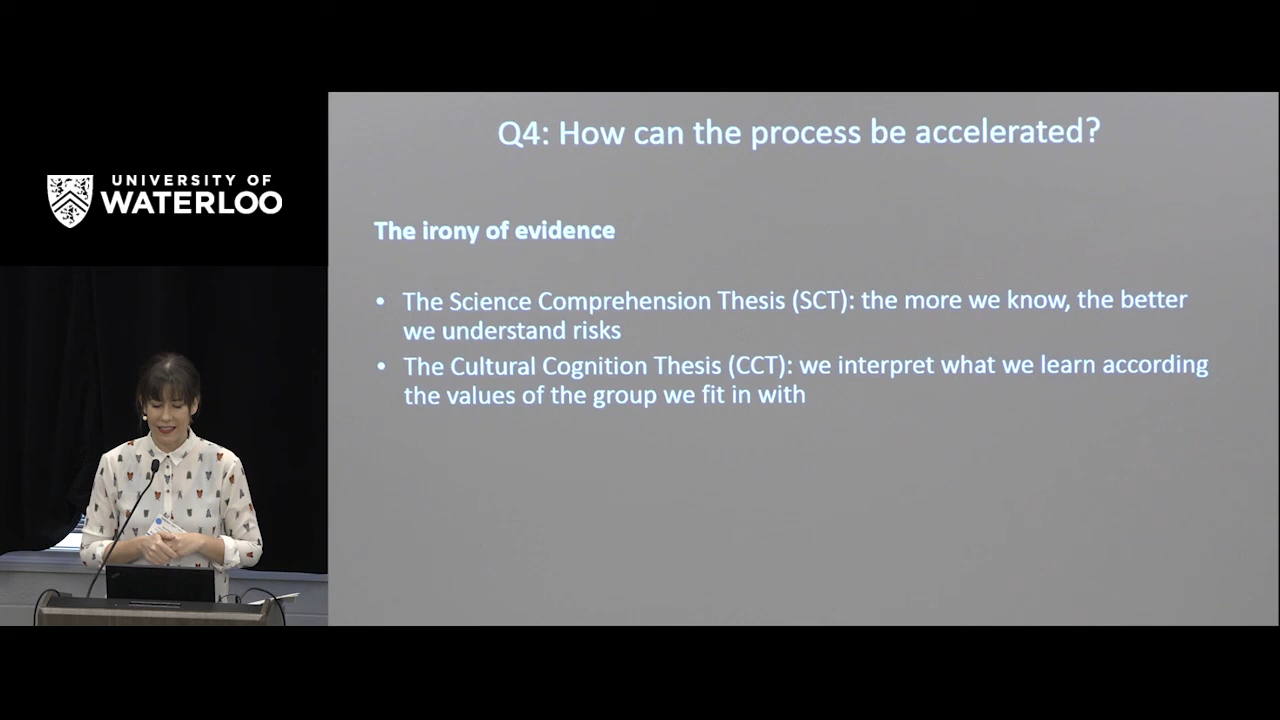 UNIVERSITY OF
WATERLOO
Q4: How can the process be accelerated?
The irony of evidence
• The Science Comprehension Thesis (SCT): the more we know, the better
we understand risks
• The Cultural Cognition Thesis (CCT): we interpret what we learn according
the values of the group we fit in with